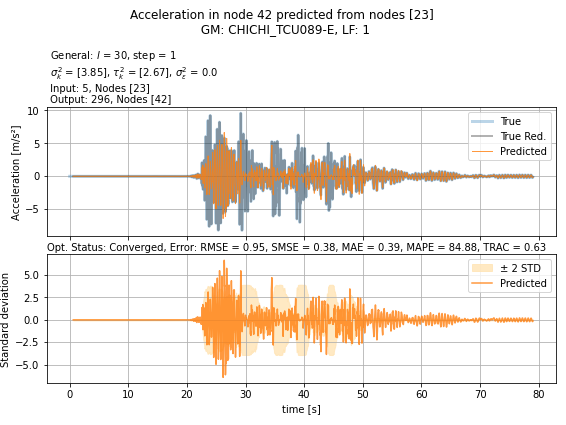 Acceleration in node 42 predicted from nodes [23]
GM: CHICHI_TCU089-E, LF: 1
General: l = 30, step = 1
σ²ₖ = [3.85], τ²ₖ = [2.67], σ²ε = 0.0
Input: 5, Nodes [23]
Output: 296, Nodes [42]
10
5
0
−5
Acceleration [m/s²]
True
True Red.
Predicted
Opt. Status: Converged, Error: RMSE = 0.95, SMSE = 0.38, MAE = 0.39, MAPE = 84.88, TRAC = 0.63
5.0
2.5
0.0
−2.5
−5.0
Standard deviation
± 2 STD
Predicted
0 10 20 30 40 50 60 70 80
time [s]